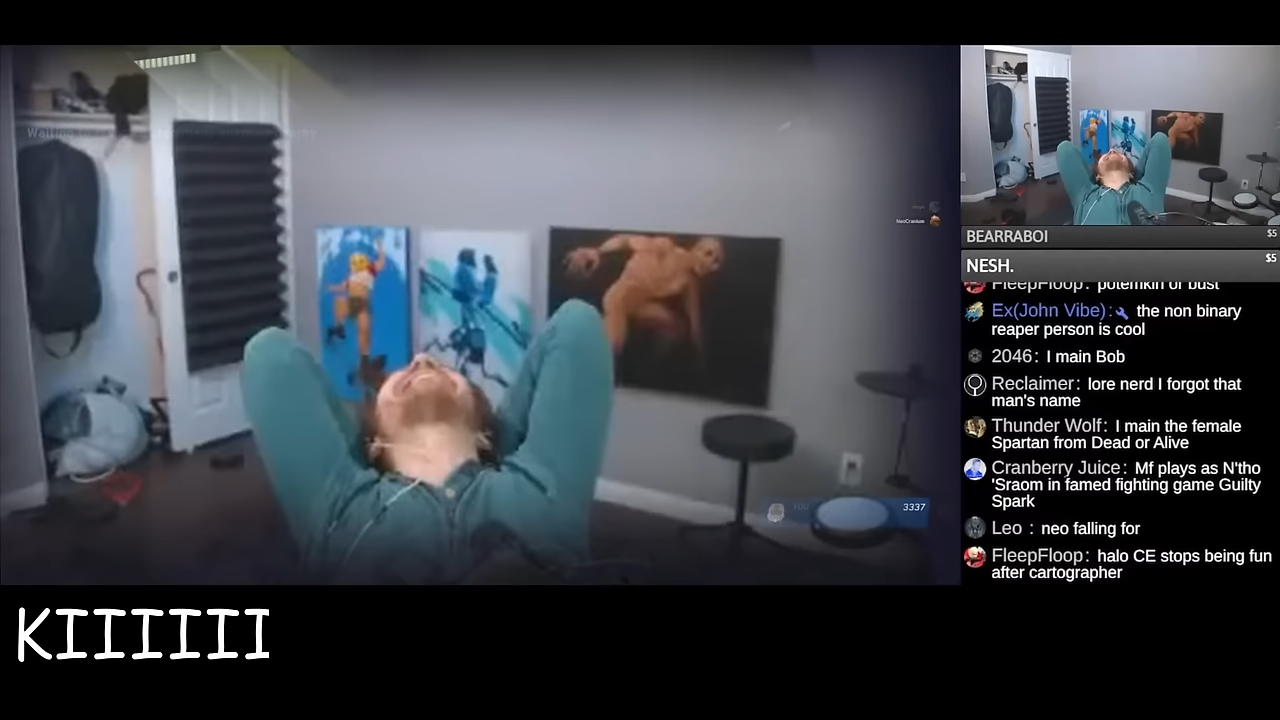 NeoCranium
YOU
3337
BEARRABOI
$5
NESH.
$5
FleepFloop: potemkin or bust
Ex(John Vibe): the non binary
reaper person is cool
2046: I main Bob
Reclaimer: lore nerd I forgot that
man's name
Thunder Wolf: I main the female
Spartan from Dead or Alive
Cranberry Juice: Mf plays as N'tho
'Sraom in famed fighting game Guilty
Spark
Leo : neo falling for
FleepFloop: halo CE stops being fun
after cartographer
KIIIIII